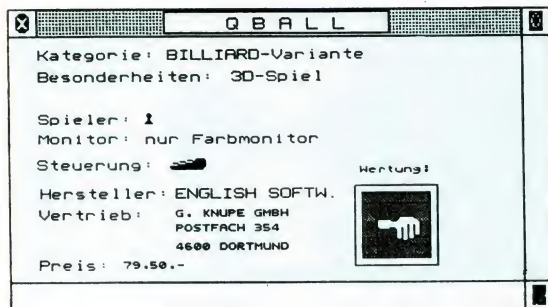 QBALL
Kategorie: BILLIARD-Variante
Besonderheiten: 3D-Spiel
Spieler: 1
Monitor: nur Farbmonitor
Steuerung:
Wertung:
Hersteller: ENGLISH SOFTW.
Vertrieb: G. KNUPE GMBH
POSTFACH 354
4600 DORTMUND
Preis: 79.50.-